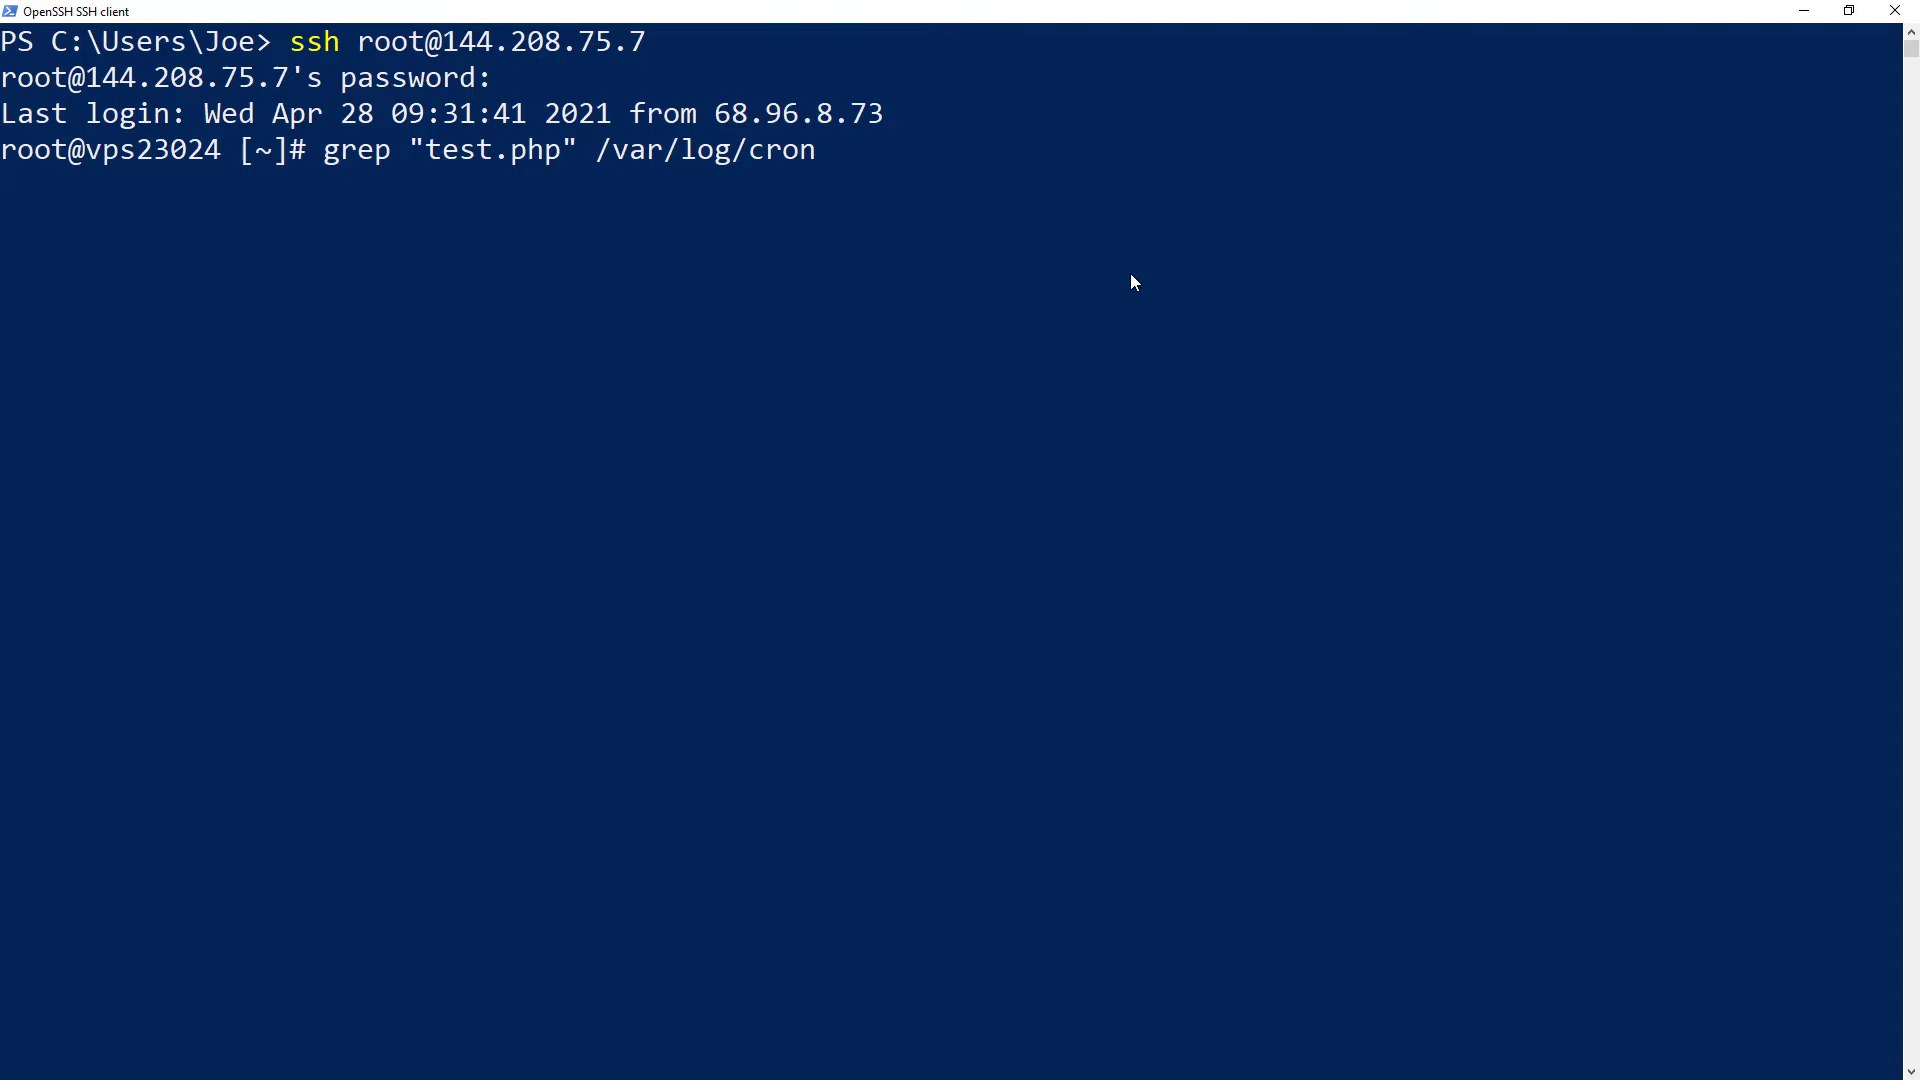 OpenSSH SSH client
PS C:\Users\Joe> ssh root@144.208.75.7
root@144.208.75.7's password:
Last login: Wed Apr 28 09:31:41 2021 from 68.96.8.73
root@vps23024 [~]# grep "test.php" /var/log/cron